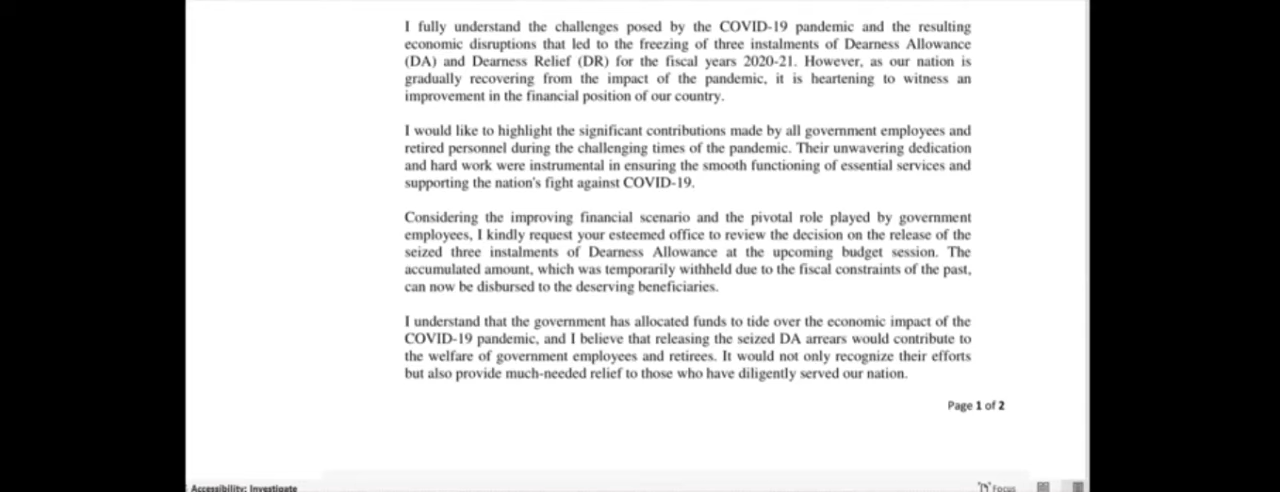 I fully understand the challenges posed by the COVID-19 pandemic and the resulting
economic disruptions that led to the freezing of three instalments of Dearness Allowance
(DA) and Dearness Relief (DR) for the fiscal years 2020-21. However, as our nation is
gradually recovering from the impact of the pandemic, it is heartening to witness an
improvement in the financial position of our country.
I would like to highlight the significant contributions made by all government employees and
retired personnel during the challenging times of the pandemic. Their unwavering dedication
and hard work were instrumental in ensuring the smooth functioning of essential services and
supporting the nation's fight against COVID-19.
Considering the improving financial scenario and the pivotal role played by government
employees, I kindly request your esteemed office to review the decision on the release of the
seized three instalments of Dearness Allowance at the upcoming budget session. The
accumulated amount, which was temporarily withheld due to the fiscal constraints of the past,
can now be disbursed to the deserving beneficiaries.
I understand that the government has allocated funds to tide over the economic impact of the
COVID-19 pandemic, and I believe that releasing the seized DA arrears would contribute to
the welfare of government employees and retirees. It would not only recognize their efforts
but also provide much-needed relief to those who have diligently served our nation.
Page 1 of 2
Accessibility: Investigate
Focus